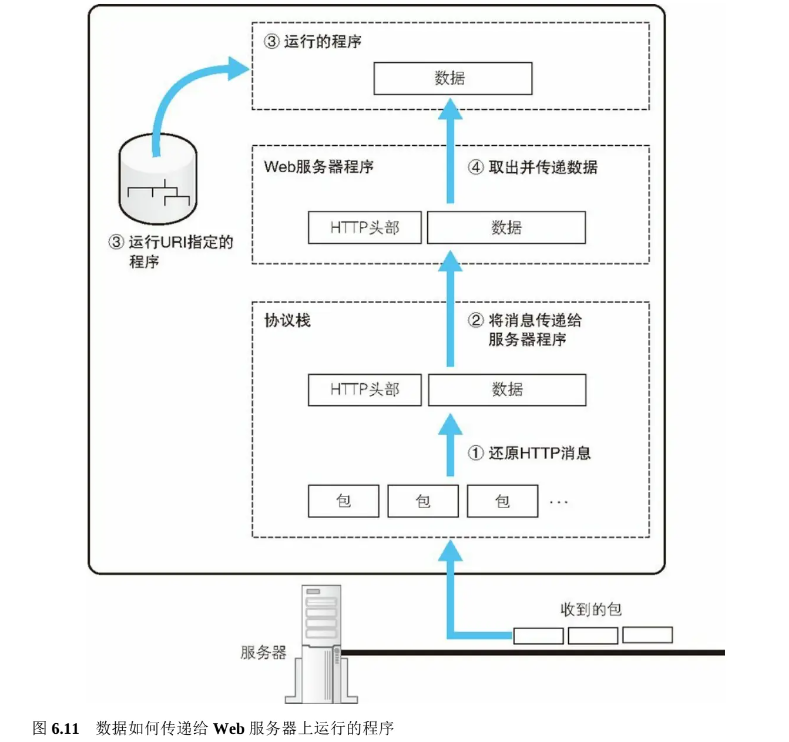 ③ 运行的程序
数据
Web服务器程序
④ 取出并传递数据
HTTP头部
数据
③ 运行URI指定的
程序
协议栈
② 将消息传递给
服务器程序
HTTP头部
数据
① 还原HTTP消息
包
包
包
···
收到的包
服务器
图 6.11 数据如何传递给 Web 服务器上运行的程序